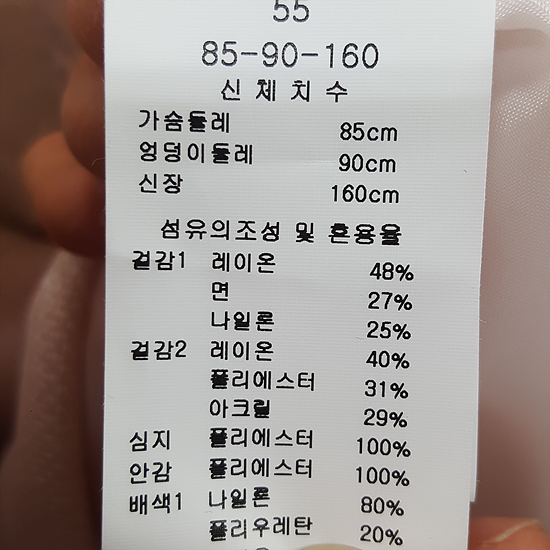 55
85-90-160
신체치수
가슴둘레 85cm
엉덩이둘레 90cm
신장 160cm
섬유의조성 및 혼용율
겉감1 레이온 48%
면 27%
나일론 25%
겉감2 레이온 40%
폴리에스터 31%
아크릴 29%
심지 폴리에스터 100%
안감 폴리에스터 100%
배색1 나일론 80%
폴리우레탄 20%